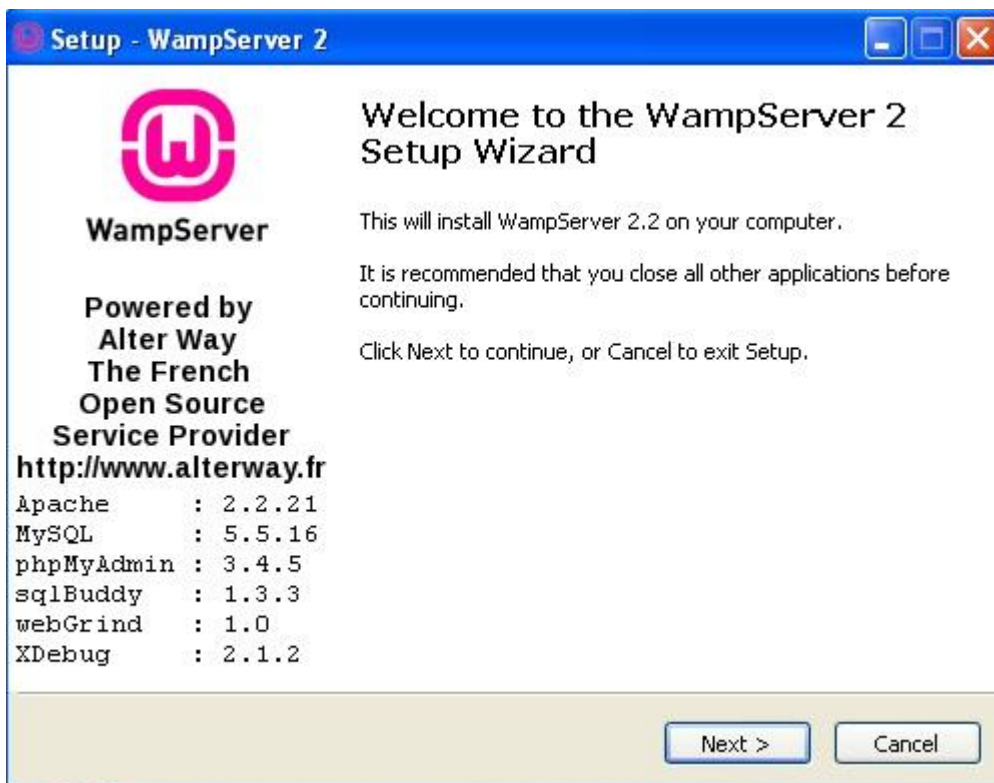 Setup - WampServer 2
WampServer
Powered by
Alter Way
The French
Open Source
Service Provider
http://www.alterway.fr
Apache : 2.2.21
MySQL : 5.5.16
phpMyAdmin : 3.4.5
sqlBuddy : 1.3.3
webGrind : 1.0
XDebug : 2.1.2
Welcome to the WampServer 2
Setup Wizard
This will install WampServer 2.2 on your computer.
It is recommended that you close all other applications before
continuing.
Click Next to continue, or Cancel to exit Setup.
Next >
Cancel